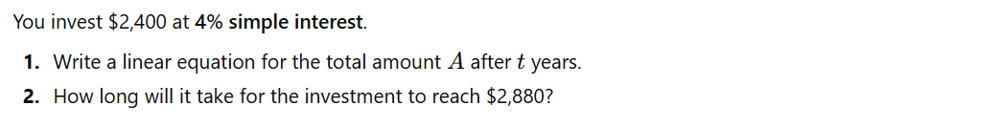 You invest $2,400 at 4% simple interest.
1. Write a linear equation for the total amount A after t years.
2. How long will it take for the investment to reach $2,880?